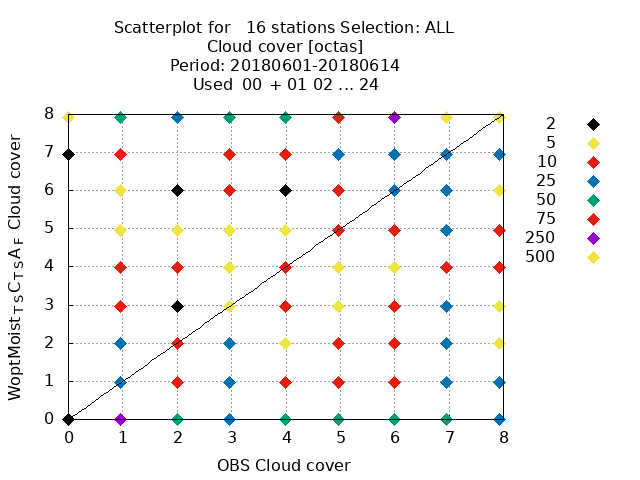 Scatterplot for 16 stations Selection: ALL
Cloud cover [octas]
Period: 20180601-20180614
Used 00 + 01 02 ... 24
8
7
6
5
4
3
2
1
0
WoptMoist T S C T S A F Cloud cover
0 1 2 3 4 5 6 7 8
OBS Cloud cover
2
5
10
25
50
75
250
500